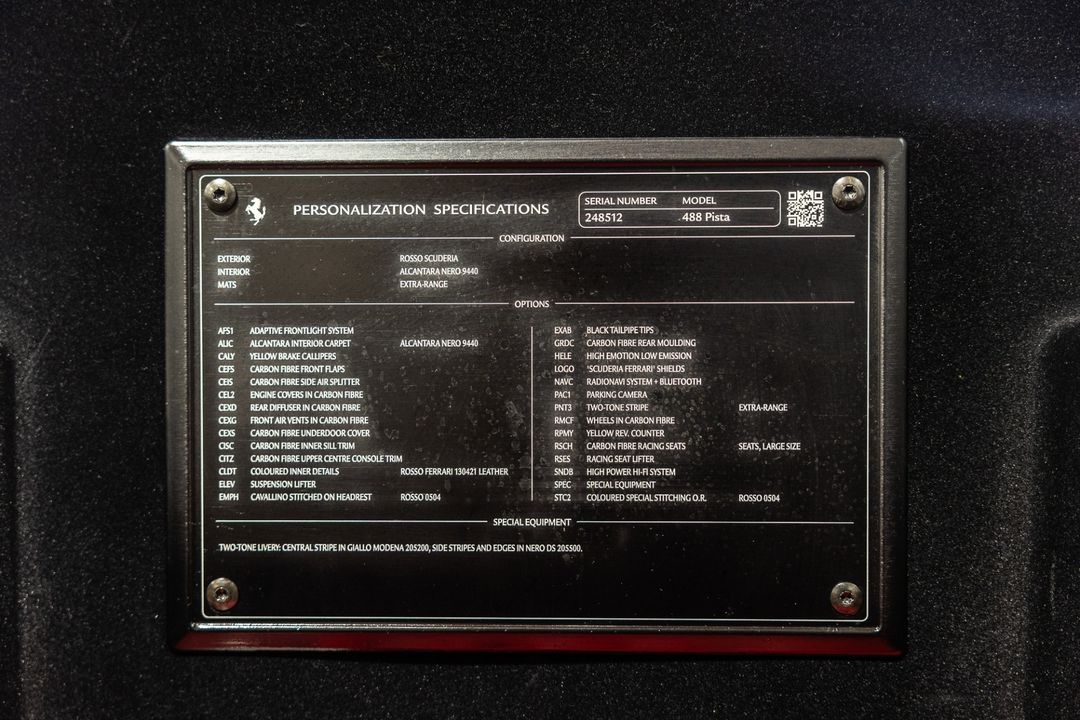 PERSONALIZATION SPECIFICATIONS
SERIAL NUMBER MODEL
248512 488 Pista
CONFIGURATION
EXTERIOR ROSSO SCUDERIA
INTERIOR ALCANTARA NERO 9440
MATS EXTRA-RANGE
OPTIONS
AFS1 ADAPTIVE FRONTLIGHT SYSTEM
ALIC ALCANTARA INTERIOR CARPET ALCANTARA NERO 9440
CALY YELLOW BRAKE CALLIPERS
CEFS CARBON FIBRE FRONT FLAPS
CEIS CARBON FIBRE SIDE AIR SPLITTER
CEL2 ENGINE COVERS IN CARBON FIBRE
CEXD REAR DIFFUSER IN CARBON FIBRE
CEXG FRONT AIR VENTS IN CARBON FIBRE
CEXS CARBON FIBRE UNDERDOOR COVER
CISC CARBON FIBRE INNER SILL TRIM
CITZ CARBON FIBRE UPPER CENTRE CONSOLE TRIM
CLDT COLOURED INNER DETAILS ROSSO FERRARI 130421 LEATHER
ELEV SUSPENSION LIFTER
EMPH CAVALLINO STITCHED ON HEADREST ROSSO 0504
EXAB BLACK TAILPIPE TIPS
GRDC CARBON FIBRE REAR MOULDING
HELE HIGH EMOTION LOW EMISSION
LOGO "SCUDERIA FERRARI" SHIELDS
NAVC RADIONAVI SYSTEM + BLUETOOTH
PAC1 PARKING CAMERA
PNT3 TWO-TONE STRIPE EXTRA-RANGE
RMCF WHEELS IN CARBON FIBRE
RPMY YELLOW REV. COUNTER
RSCH CARBON FIBRE RACING SEATS SEATS, LARGE SIZE
RSES RACING SEAT LIFTER
SNDB HIGH POWER HI-FI SYSTEM
SPEC SPECIAL EQUIPMENT
STC2 COLOURED SPECIAL STITCHING O.R. ROSSO 0504
SPECIAL EQUIPMENT
TWO-TONE LIVERY: CENTRAL STRIPE IN GIALLO MODENA 205200, SIDE STRIPES AND EDGES IN NERO DS 205500.